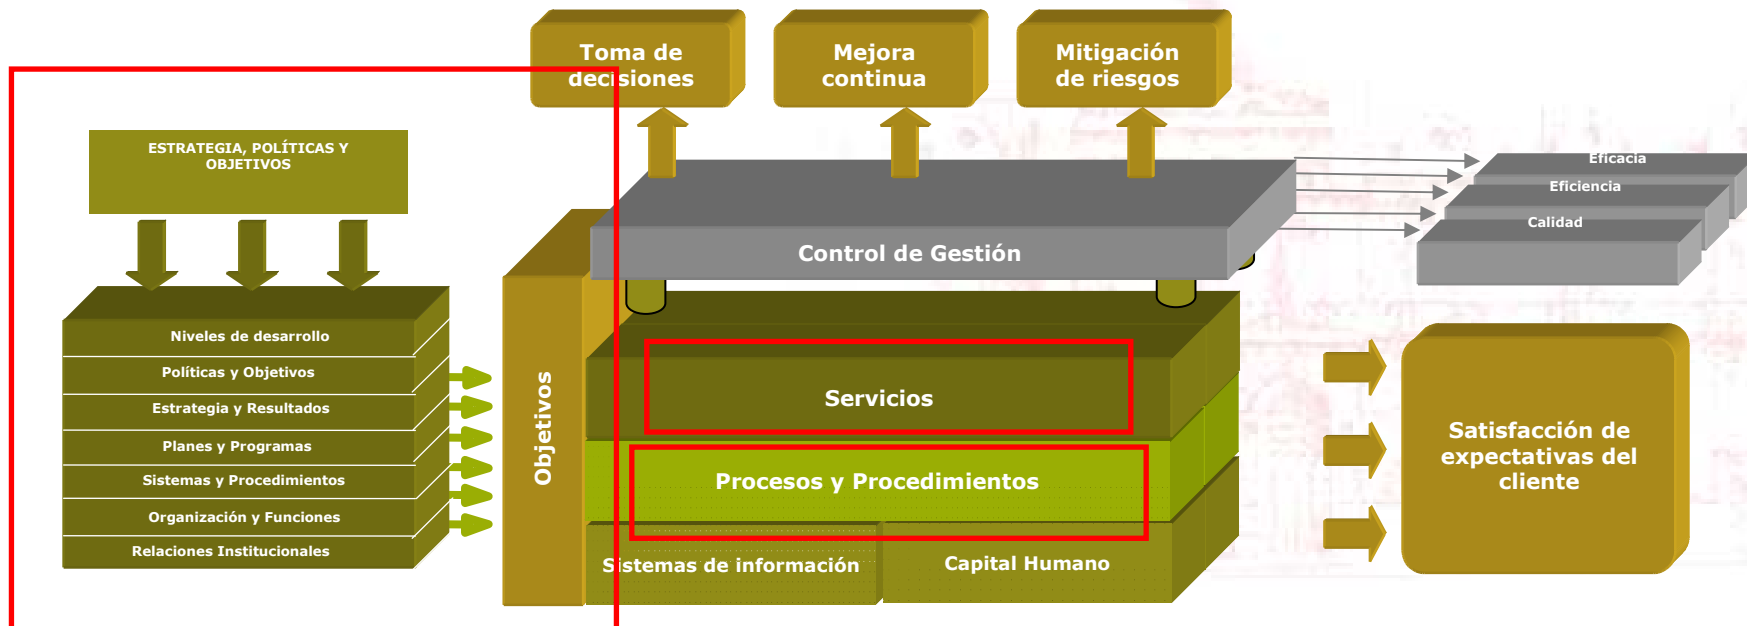 Toma de
decisiones
Mejora
continua
Mitigación
de riesgos
ESTRATEGIA, POLÍTICAS Y
OBJETIVOS
Eficacia
Eficiencia
Calidad
Control de Gestión
Niveles de desarrollo
Políticas y Objetivos
Estrategia y Resultados
Planes y Programas
Sistemas y Procedimientos
Organización y Funciones
Relaciones Institucionales
Objetivos
Servicios
Procesos y Procedimientos
Sistemas de información
Capital Humano
Satisfacción de
expectativas del
cliente